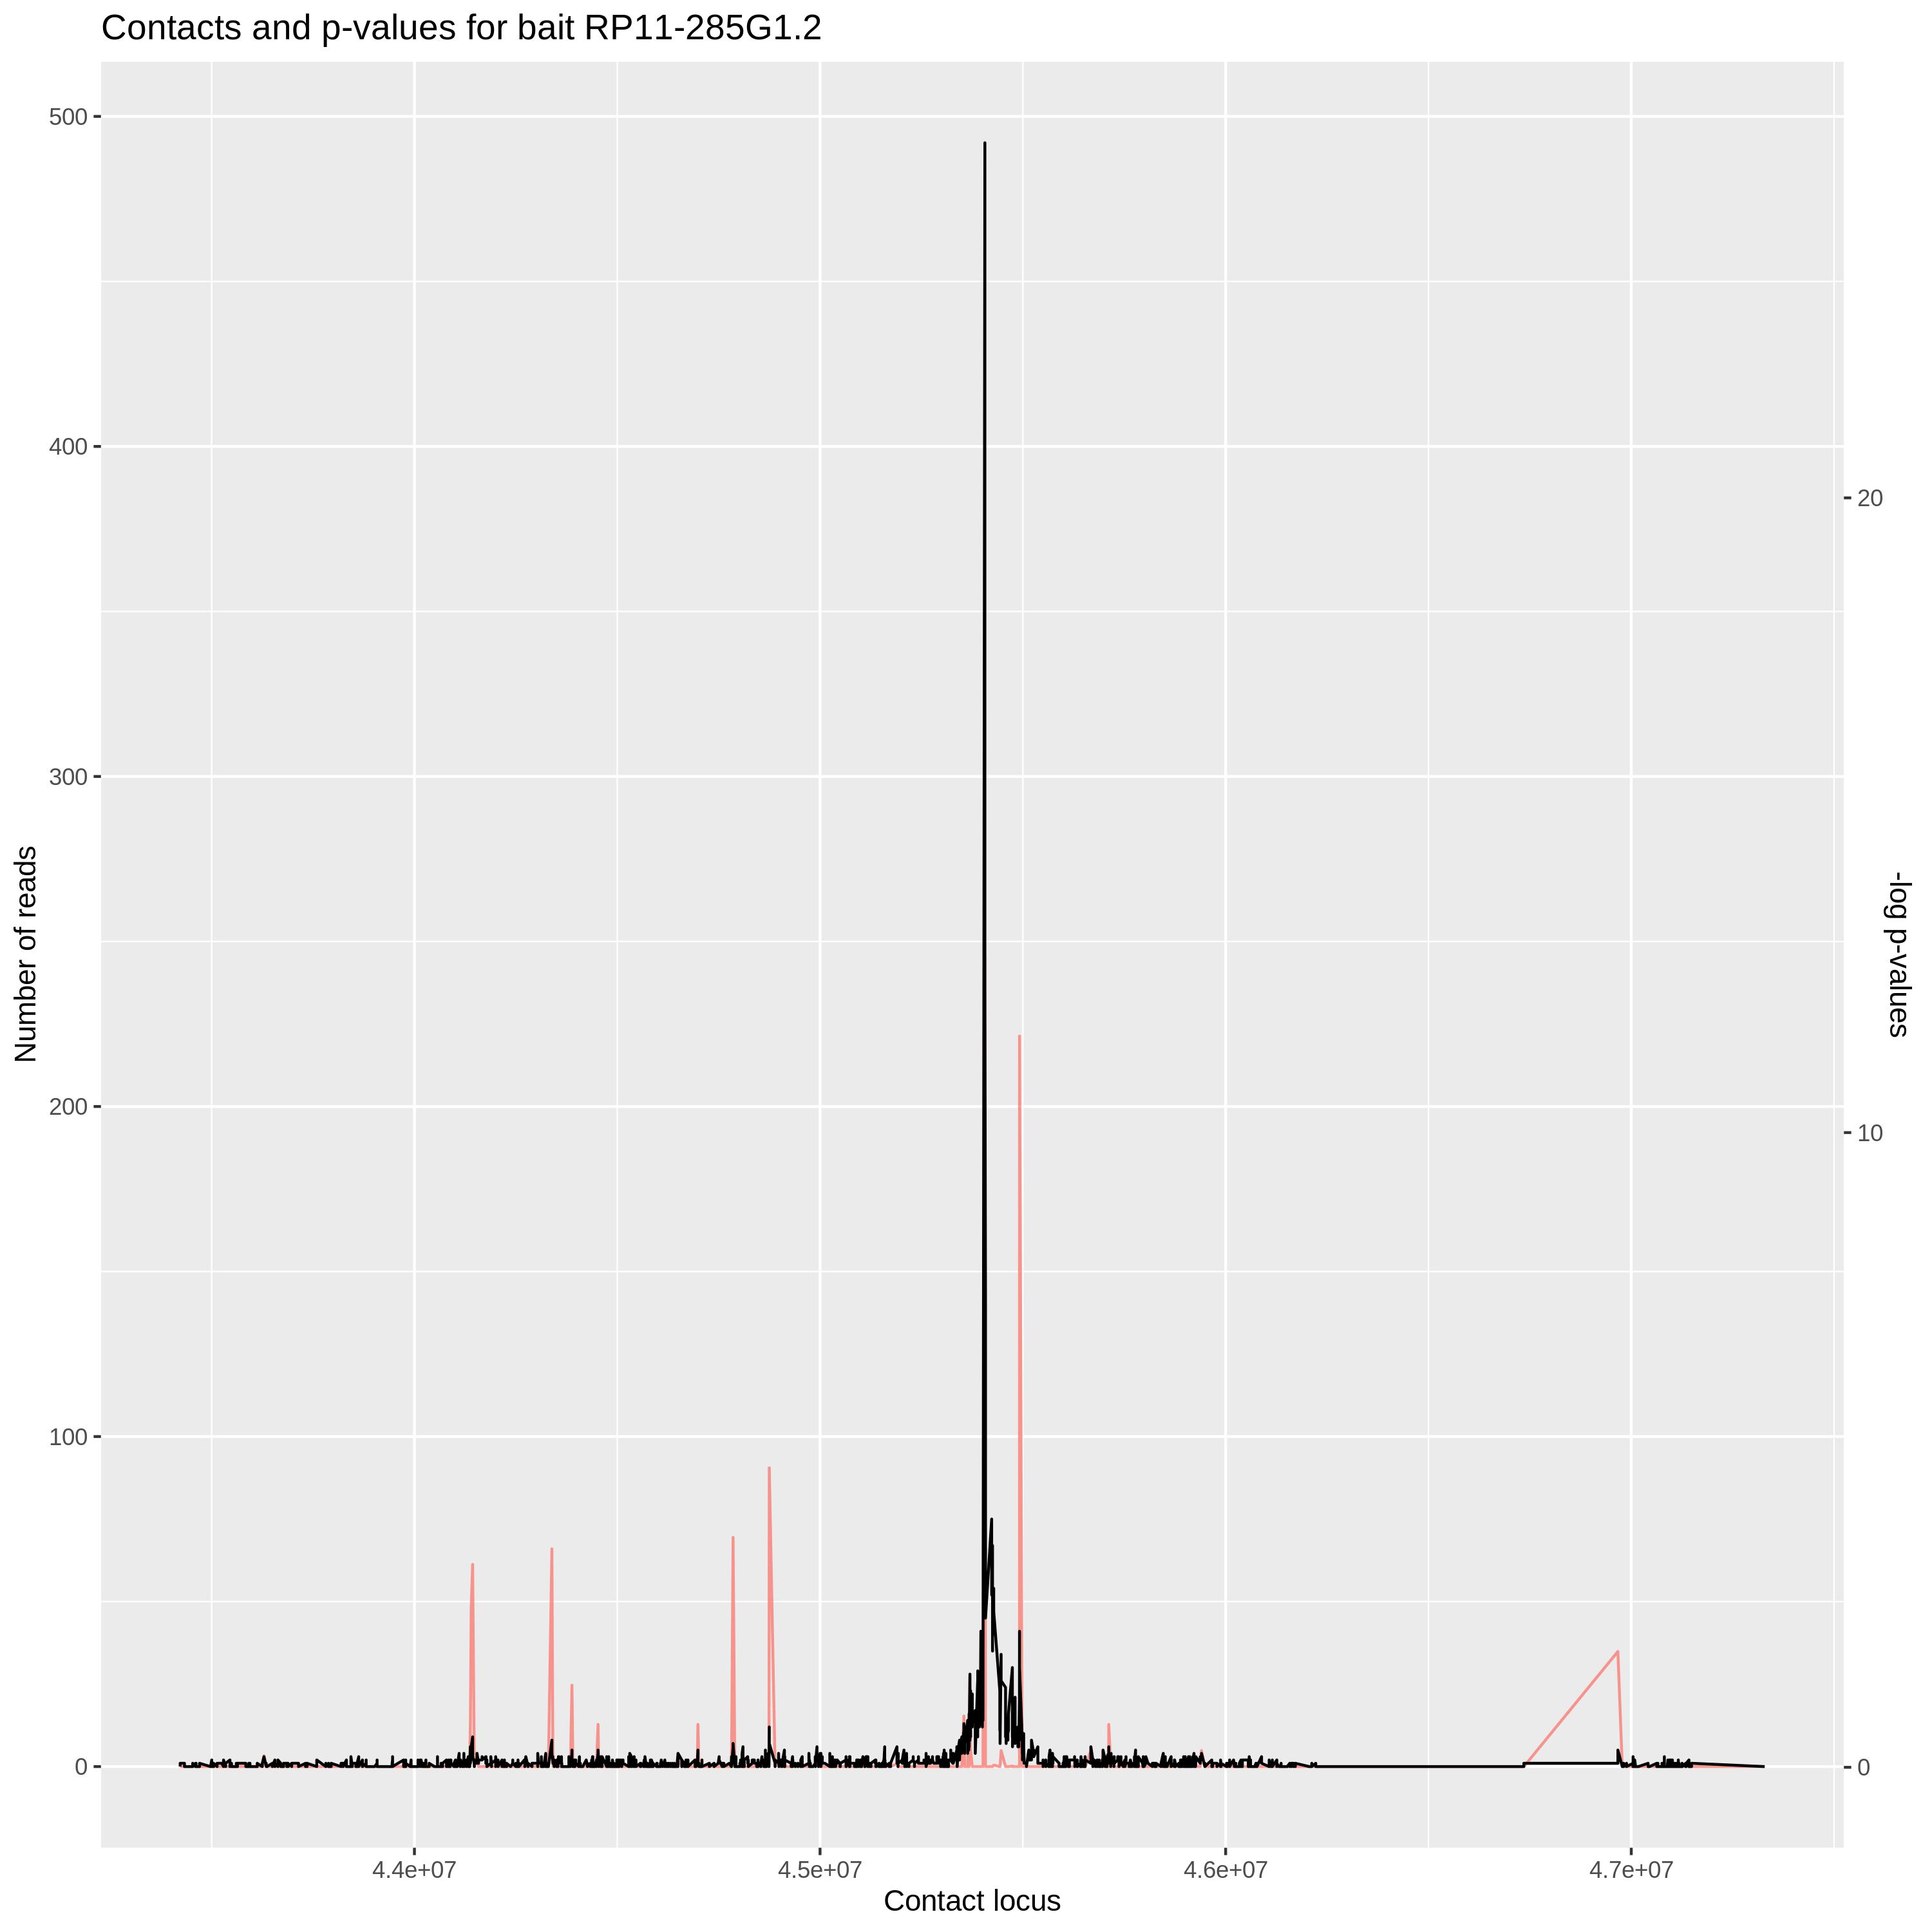 Contacts and p-values for bait RP11-285G1.2
500
400
300
200
100
0
Number of reads
20
10
0
-log p-values
4.4e+07
4.5e+07
4.6e+07
4.7e+07
Contact locus